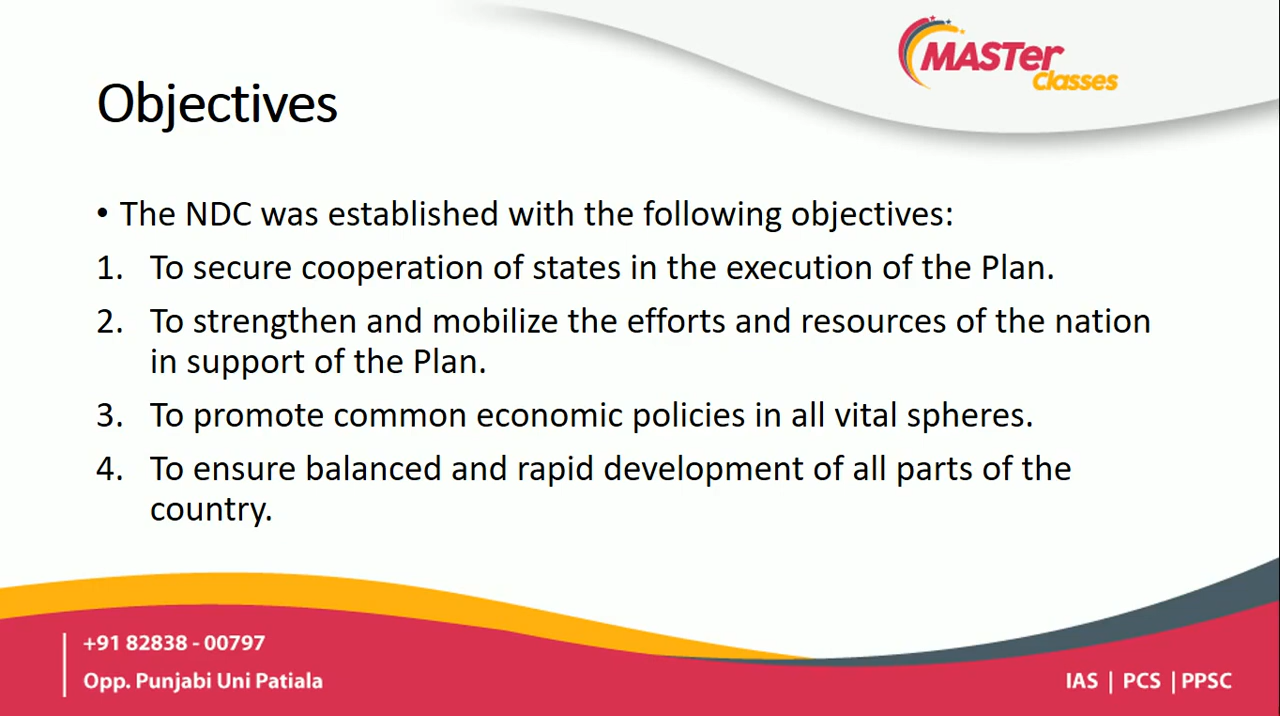 MASTer
Classes
Objectives
• The NDC was established with the following objectives:
1. To secure cooperation of states in the execution of the Plan.
2. To strengthen and mobilize the efforts and resources of the nation
in support of the Plan.
3. To promote common economic policies in all vital spheres.
4. To ensure balanced and rapid development of all parts of the
country.
+91 82838 - 00797
Opp. Punjabi Uni Patiala
IAS | PCS | PPSC